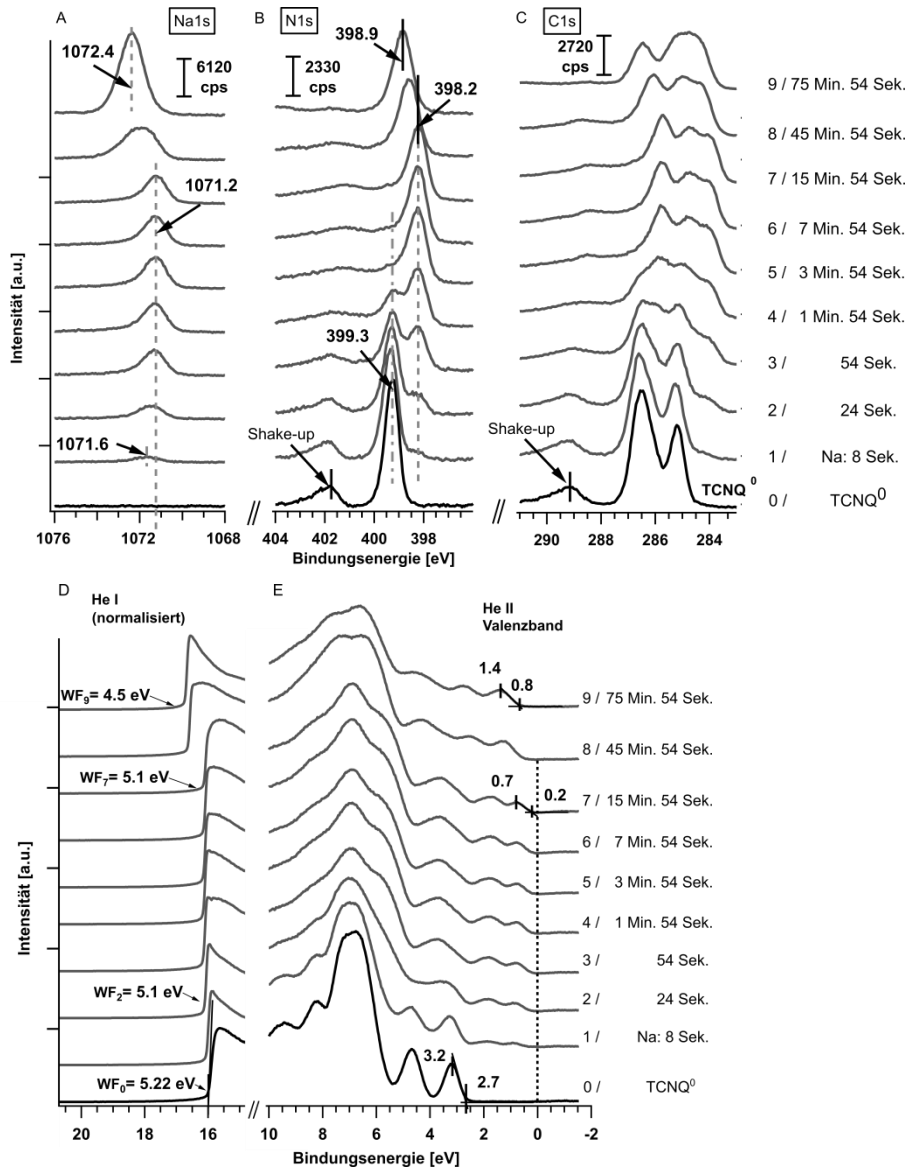 A
Na1s
B
N1s
C
C1s
1072.4
6120
cps
2330
cps
398.9
398.2
2720
cps
9 / 75 Min. 54 Sek.
8 / 45 Min. 54 Sek.
7 / 15 Min. 54 Sek.
6 / 7 Min. 54 Sek.
5 / 3 Min. 54 Sek.
4 / 1 Min. 54 Sek.
3 / 54 Sek.
2 / 24 Sek.
1 / Na: 8 Sek.
0 / TCNQ⁰
1071.2
Intensität [a.u.]
399.3
1071.6
Shake-up
Shake-up
TCNQ⁰
1076 1072 1068
404 402 400 398
290 288 286 284
Bindungsenergie [eV]
Bindungsenergie [eV]
D
He I
(normalisiert)
E
He II
Valenzband
WF9= 4.5 eV
1.4
0.8
9 / 75 Min. 54 Sek.
8 / 45 Min. 54 Sek.
WF7= 5.1 eV
0.7
0.2
7 / 15 Min. 54 Sek.
6 / 7 Min. 54 Sek.
5 / 3 Min. 54 Sek.
4 / 1 Min. 54 Sek.
3 / 54 Sek.
2 / 24 Sek.
1 / Na: 8 Sek.
0 / TCNQ⁰
Intensität [a.u.]
WF2= 5.1 eV
WF0= 5.22 eV
3.2
2.7
20 16
10 8 6 4 2 0 -2
Bindungsenergie [eV]
Bindungsenergie [eV]